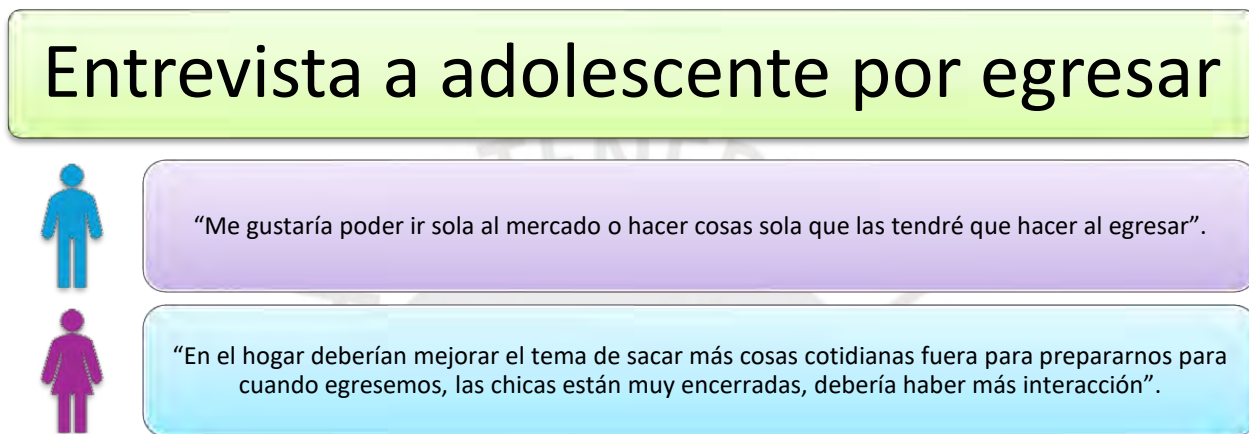 Entrevista a adolescente por egresar
“Me gustaría poder ir sola al mercado o hacer cosas sola que las tendré que hacer al egresar”.
“En el hogar deberían mejorar el tema de sacar más cosas cotidianas fuera para prepararnos para
cuando egresemos, las chicas están muy encerradas, debería haber más interacción”.